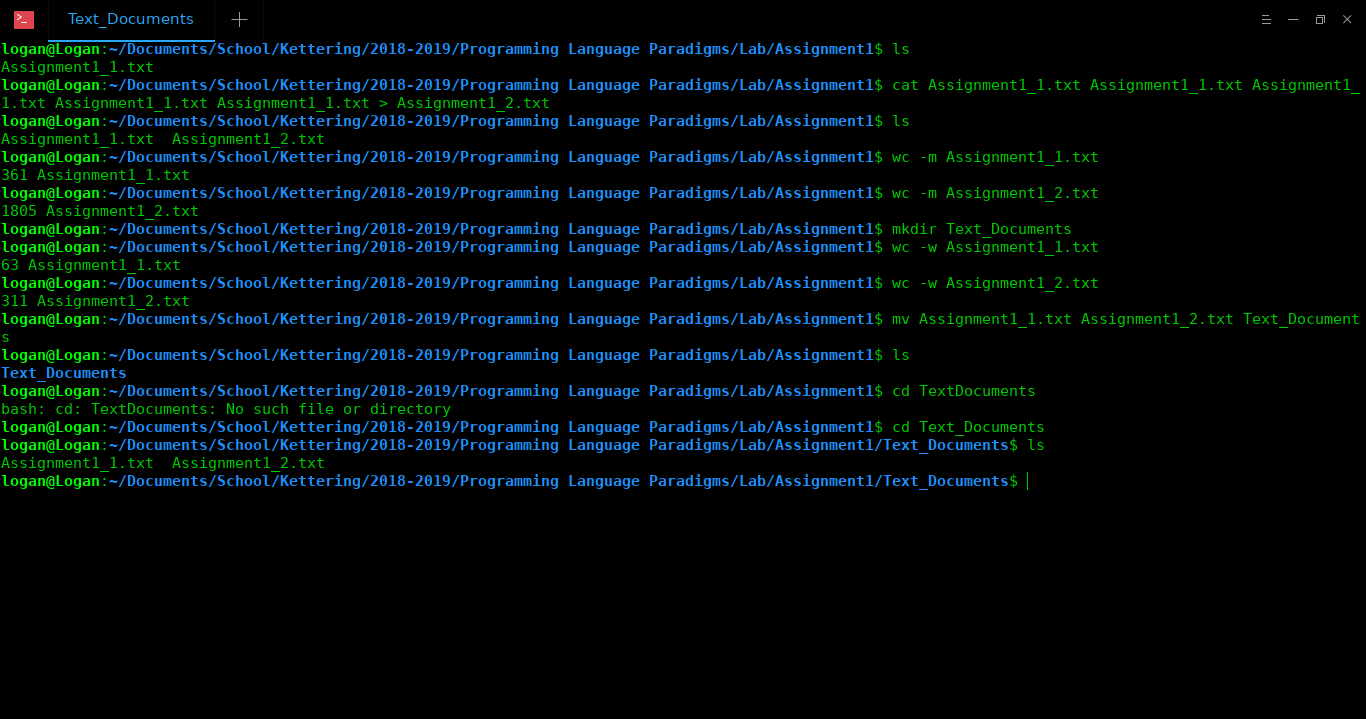 Text_Documents
logan@Logan:~/Documents/School/Kettering/2018-2019/Programming Language Paradigms/Lab/Assignment1$ ls
Assignment1_1.txt
logan@Logan:~/Documents/School/Kettering/2018-2019/Programming Language Paradigms/Lab/Assignment1$ cat Assignment1_1.txt Assignment1_1.txt Assignment1_
1.txt Assignment1_1.txt Assignment1_1.txt > Assignment1_2.txt
logan@Logan:~/Documents/School/Kettering/2018-2019/Programming Language Paradigms/Lab/Assignment1$ ls
Assignment1_1.txt  Assignment1_2.txt
logan@Logan:~/Documents/School/Kettering/2018-2019/Programming Language Paradigms/Lab/Assignment1$ wc -m Assignment1_1.txt
361 Assignment1_1.txt
logan@Logan:~/Documents/School/Kettering/2018-2019/Programming Language Paradigms/Lab/Assignment1$ wc -m Assignment1_2.txt
1805 Assignment1_2.txt
logan@Logan:~/Documents/School/Kettering/2018-2019/Programming Language Paradigms/Lab/Assignment1$ mkdir Text_Documents
logan@Logan:~/Documents/School/Kettering/2018-2019/Programming Language Paradigms/Lab/Assignment1$ wc -w Assignment1_1.txt
63 Assignment1_1.txt
logan@Logan:~/Documents/School/Kettering/2018-2019/Programming Language Paradigms/Lab/Assignment1$ wc -w Assignment1_2.txt
311 Assignment1_2.txt
logan@Logan:~/Documents/School/Kettering/2018-2019/Programming Language Paradigms/Lab/Assignment1$ mv Assignment1_1.txt Assignment1_2.txt Text_Document
s
logan@Logan:~/Documents/School/Kettering/2018-2019/Programming Language Paradigms/Lab/Assignment1$ ls
Text_Documents
logan@Logan:~/Documents/School/Kettering/2018-2019/Programming Language Paradigms/Lab/Assignment1$ cd TextDocuments
bash: cd: TextDocuments: No such file or directory
logan@Logan:~/Documents/School/Kettering/2018-2019/Programming Language Paradigms/Lab/Assignment1$ cd Text_Documents
logan@Logan:~/Documents/School/Kettering/2018-2019/Programming Language Paradigms/Lab/Assignment1/Text_Documents$ ls
Assignment1_1.txt  Assignment1_2.txt
logan@Logan:~/Documents/School/Kettering/2018-2019/Programming Language Paradigms/Lab/Assignment1/Text_Documents$